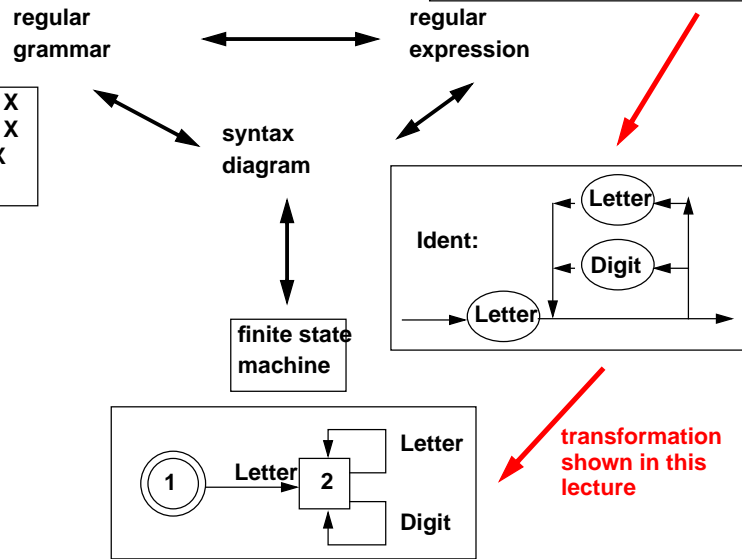 regular
grammar
regular
expression
X
X
X
syntax
diagram
Letter
Ident:
Digit
Letter
finite state
machine
Letter
1
Letter
2
Digit
transformation
shown in this
lecture